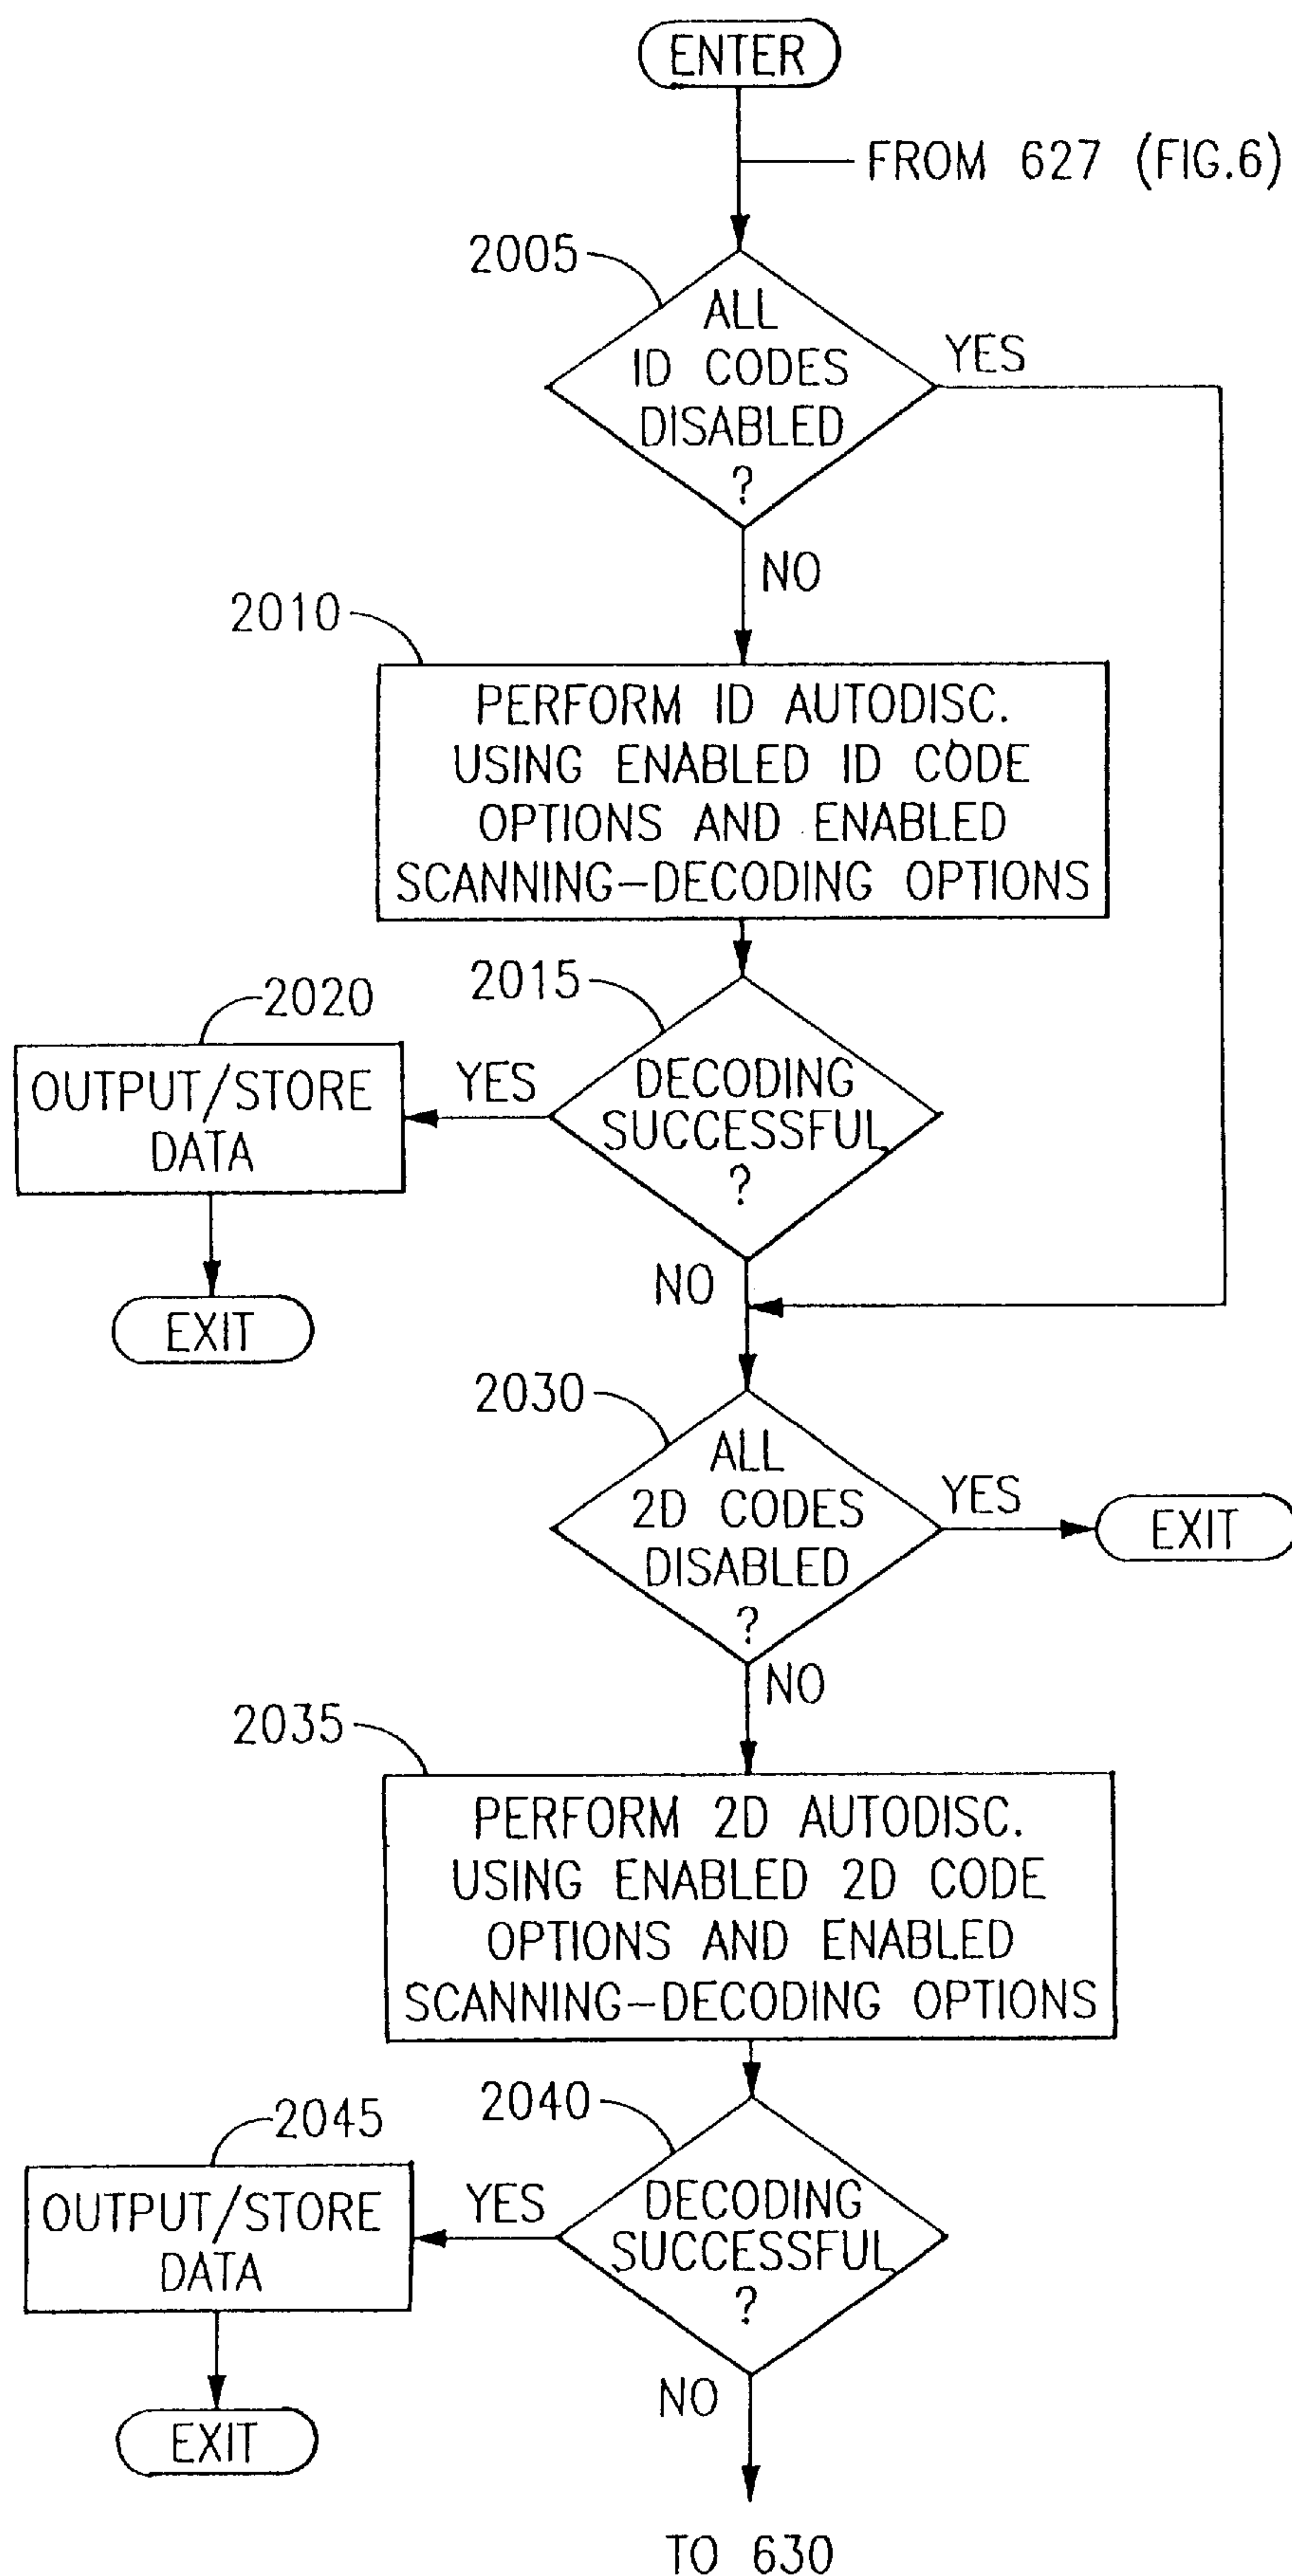 ENTER
FROM 627 (FIG.6)
2005
ALL
ID CODES
DISABLED
?
YES
NO
2010
PERFORM ID AUTODISC.
USING ENABLED ID CODE
OPTIONS AND ENABLED
SCANNING-DECODING OPTIONS
2015
DECODING
SUCCESSFUL
?
YES
2020
OUTPUT/STORE
DATA
EXIT
NO
2030
ALL
2D CODES
DISABLED
?
YES
EXIT
NO
2035
PERFORM 2D AUTODISC.
USING ENABLED 2D CODE
OPTIONS AND ENABLED
SCANNING-DECODING OPTIONS
2040
DECODING
SUCCESSFUL
?
YES
2045
OUTPUT/STORE
DATA
EXIT
NO
TO 630